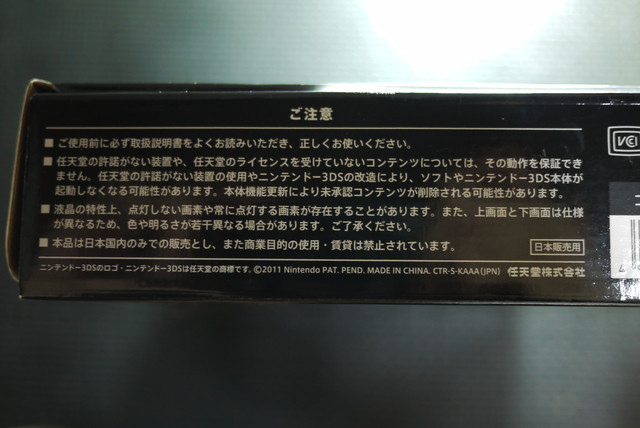 ご注意
■ご使用前に必ず取扱説明書をよくお読みいただき、正しくお使いください。
■任天堂の許諾がない装置や、任天堂のライセンスを受けていないコンテンツについては、その動作を保証でき
ません。任天堂の許諾がない装置の使用やニンテンドー3DSの改造により、ソフトやニンテンドー3DS本体が
起動しなくなる可能性があります。本体機能更新により未承認コンテンツが削除される可能性があります。
■液晶の特性上、点灯しない画素や常に点灯する画素が存在することがあります。また、上画面と下画面は仕様
が異なるため、色や明るさが若干異なる場合があります。ご了承ください。
■本品は日本国内のみでの販売とし、また商業目的の使用・賃貸は禁止されています。
日本販売用
ニンテンドー3DSのロゴ・ニンテンドー3DSは任天堂の商標です。©2011 Nintendo PAT. PEND. MADE IN CHINA. CTR-S-KAAA(JPN) 任天堂株式会社
VCCI